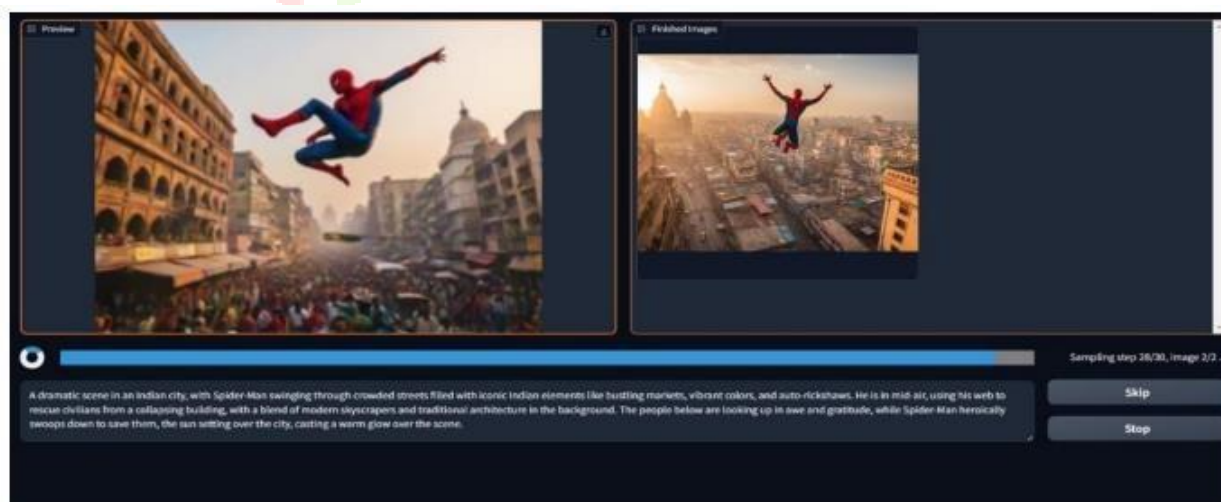 Preview
Finished Images
Sampling step 28/30, image 2/2 ..
A dramatic scene in an Indian city, with Spider-Man swinging through crowded streets filled with iconic Indian elements like bustling markets, vibrant colors, and auto-rickshaws. He is in mid-air, using his web to
rescue civilians from a collapsing building, with a blend of modern skyscrapers and traditional architecture in the background. The people below are looking up in awe and gratitude, while Spider-Man heroically
swoops down to save them, the sun setting over the city, casting a warm glow over the scene.
Skip
Stop